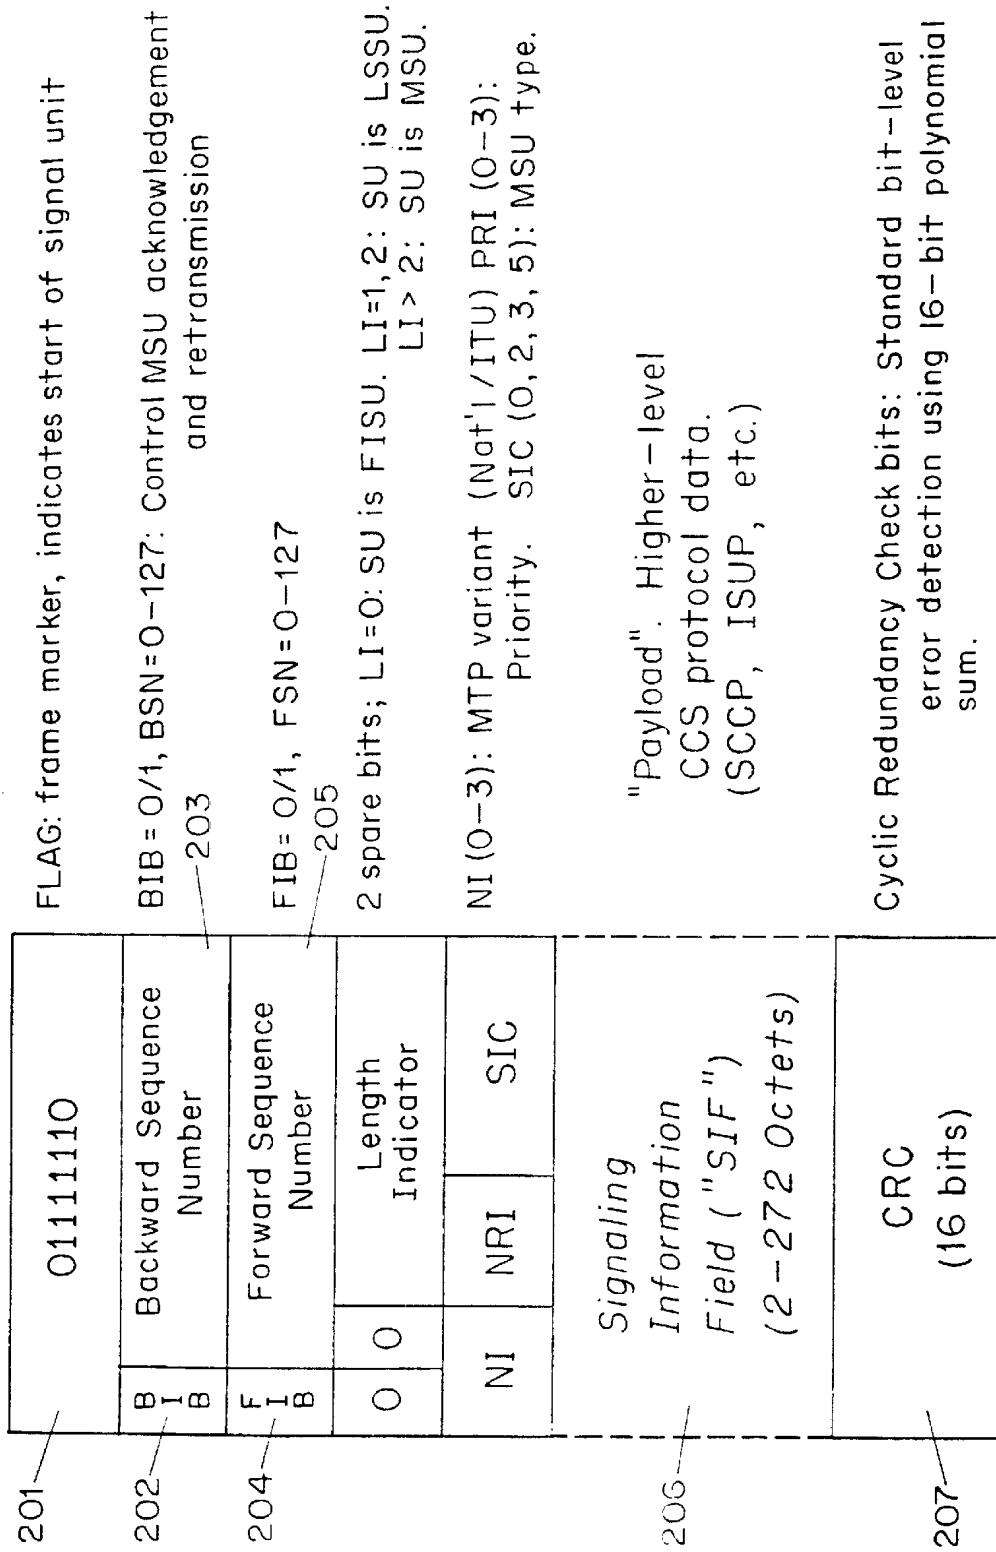 201
01111110
FLAG: frame marker, indicates start of signal unit
202
BIB
Backward Sequence
Number
BIB = 0/1, BSN = 0-127: Control MSU acknowledgement
and retransmission
203
204
FIB
Forward Sequence
Number
FIB = 0/1, FSN = 0-127
205
0
0
Length
Indicator
2 spare bits; LI = 0: SU is FISU. LI=1, 2: SU is LSSU.
LI > 2: SU is MSU.
NI
NRI
SIC
NI (0-3): MTP variant (Nat'l/ITU) PRI (0-3):
Priority. SIC (0, 2, 3, 5): MSU type.
206
Signaling
Information
Field ("SIF")
(2-272 Octets)
"Payload". Higher-level
CCS protocol data.
(SCCP, ISUP, etc.)
207
CRC
(16 bits)
Cyclic Redundancy Check bits: Standard bit-level
error detection using 16-bit polynomial
sum.